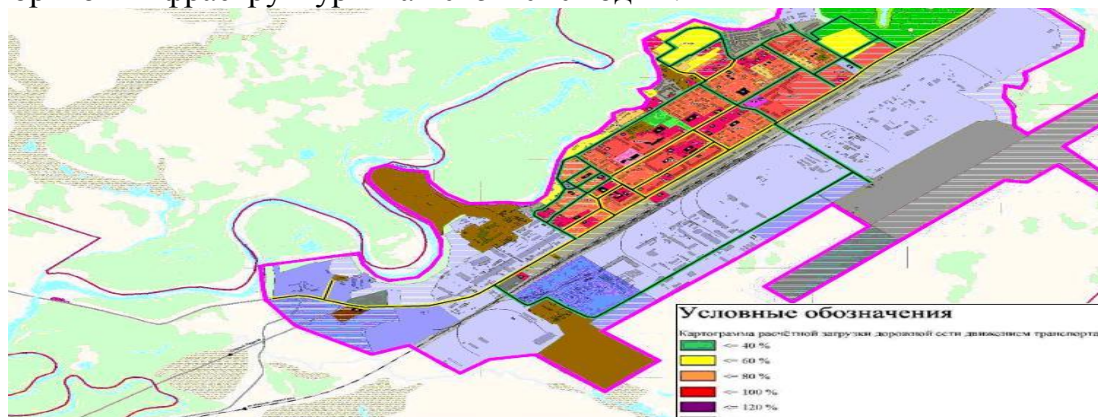 Условные обозначения
Картограмма расчётной загрузки дорожной сети движением транспорта
<= 40 %
<= 60 %
<= 80 %
<= 100 %
<= 120 %